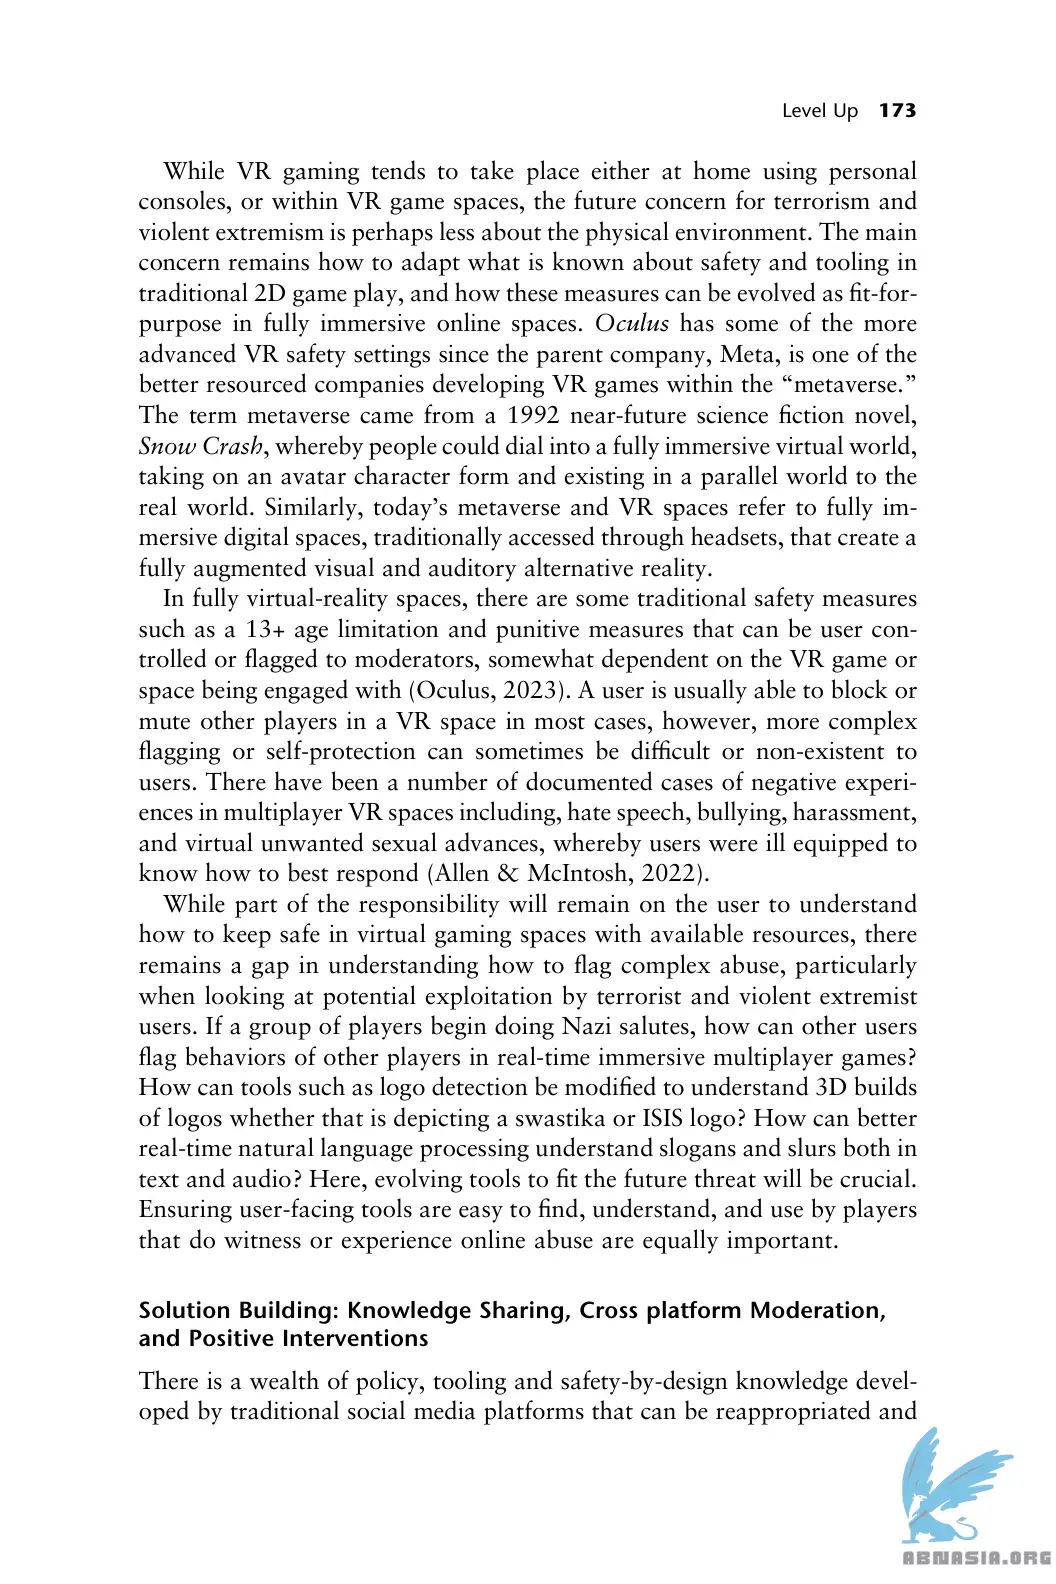 Level Up 173
While VR gaming tends to take place either at home using personal
consoles, or within VR game spaces, the future concern for terrorism and
violent extremism is perhaps less about the physical environment. The main
concern remains how to adapt what is known about safety and tooling in
traditional 2D game play, and how these measures can be evolved as fit-for-
purpose in fully immersive online spaces. Oculus has some of the more
advanced VR safety settings since the parent company, Meta, is one of the
better resourced companies developing VR games within the “metaverse.”
The term metaverse came from a 1992 near-future science fiction novel,
Snow Crash, whereby people could dial into a fully immersive virtual world,
taking on an avatar character form and existing in a parallel world to the
real world. Similarly, today’s metaverse and VR spaces refer to fully im-
mersive digital spaces, traditionally accessed through headsets, that create a
fully augmented visual and auditory alternative reality.
In fully virtual-reality spaces, there are some traditional safety measures
such as a 13+ age limitation and punitive measures that can be user con-
trolled or flagged to moderators, somewhat dependent on the VR game or
space being engaged with (Oculus, 2023). A user is usually able to block or
mute other players in a VR space in most cases, however, more complex
flagging or self-protection can sometimes be difficult or non-existent to
users. There have been a number of documented cases of negative experi-
ences in multiplayer VR spaces including, hate speech, bullying, harassment,
and virtual unwanted sexual advances, whereby users were ill equipped to
know how to best respond (Allen & McIntosh, 2022).
While part of the responsibility will remain on the user to understand
how to keep safe in virtual gaming spaces with available resources, there
remains a gap in understanding how to flag complex abuse, particularly
when looking at potential exploitation by terrorist and violent extremist
users. If a group of players begin doing Nazi salutes, how can other users
flag behaviors of other players in real-time immersive multiplayer games?
How can tools such as logo detection be modified to understand 3D builds
of logos whether that is depicting a swastika or ISIS logo? How can better
real-time natural language processing understand slogans and slurs both in
text and audio? Here, evolving tools to fit the future threat will be crucial.
Ensuring user-facing tools are easy to find, understand, and use by players
that do witness or experience online abuse are equally important.
Solution Building: Knowledge Sharing, Cross platform Moderation,
and Positive Interventions
There is a wealth of policy, tooling and safety-by-design knowledge devel-
oped by traditional social media platforms that can be reappropriated and
ABNASIA.ORG